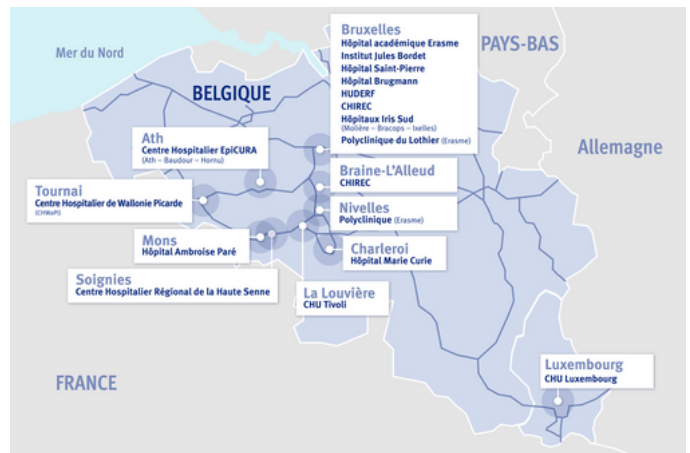 Mer du Nord
BELGIQUE
PAYS-BAS
Allemagne
FRANCE
Bruxelles
Hôpital académique Erasme
Institut Jules Bordet
Hôpital Saint-Pierre
Hôpital Brugmann
HUDERF
CHIREC
Hôpitaux Iris Sud
(Molière – Bracops – Ixelles)
Polyclinique du Lothier (Erasme)
Ath
Centre Hospitalier EpiCURA
(Ath – Baudour – Hornu)
Braine-L'Alleud
CHIREC
Tournai
Centre Hospitalier de Wallonie Picarde
(CHWaPi)
Nivelles
Polyclinique (Erasme)
Mons
Hôpital Ambroise Paré
Charleroi
Hôpital Marie Curie
Soignies
Centre Hospitalier Régional de la Haute Senne
La Louvière
CHU Tivoli
Luxembourg
CHU Luxembourg